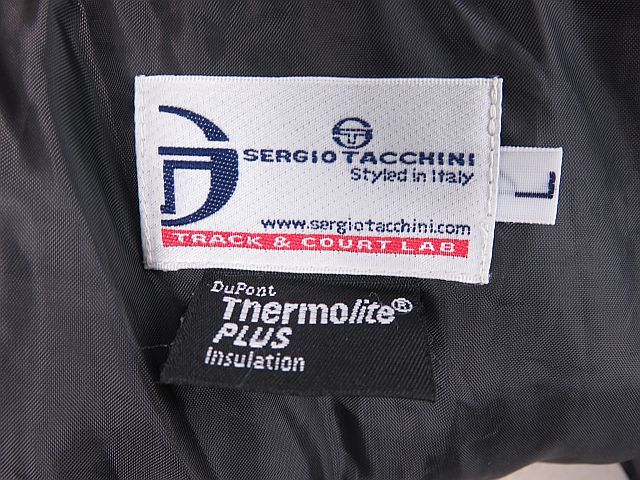 SERGIO TACCHINI
Styled in Italy
www.sergiotacchini.com
TRACK & COURT LAB
L
DuPont
Thermolite®
PLUS
Insulation